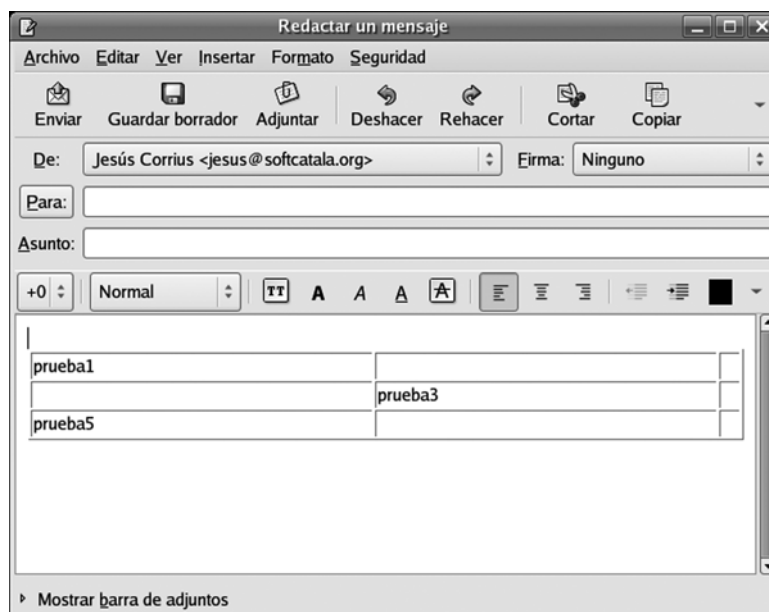 Redactar un mensaje
Archivo Editar Ver Insertar Formato Seguridad
Enviar Guardar borrador Adjuntar Deshacer Rehacer Cortar Copiar
De: Jesús Corrius <jesus@softcatala.org> Firma: Ninguno
Para:
Asunto:
+0 Normal TT A A A A
prueba1
prueba3
prueba5
Mostrar barra de adjuntos